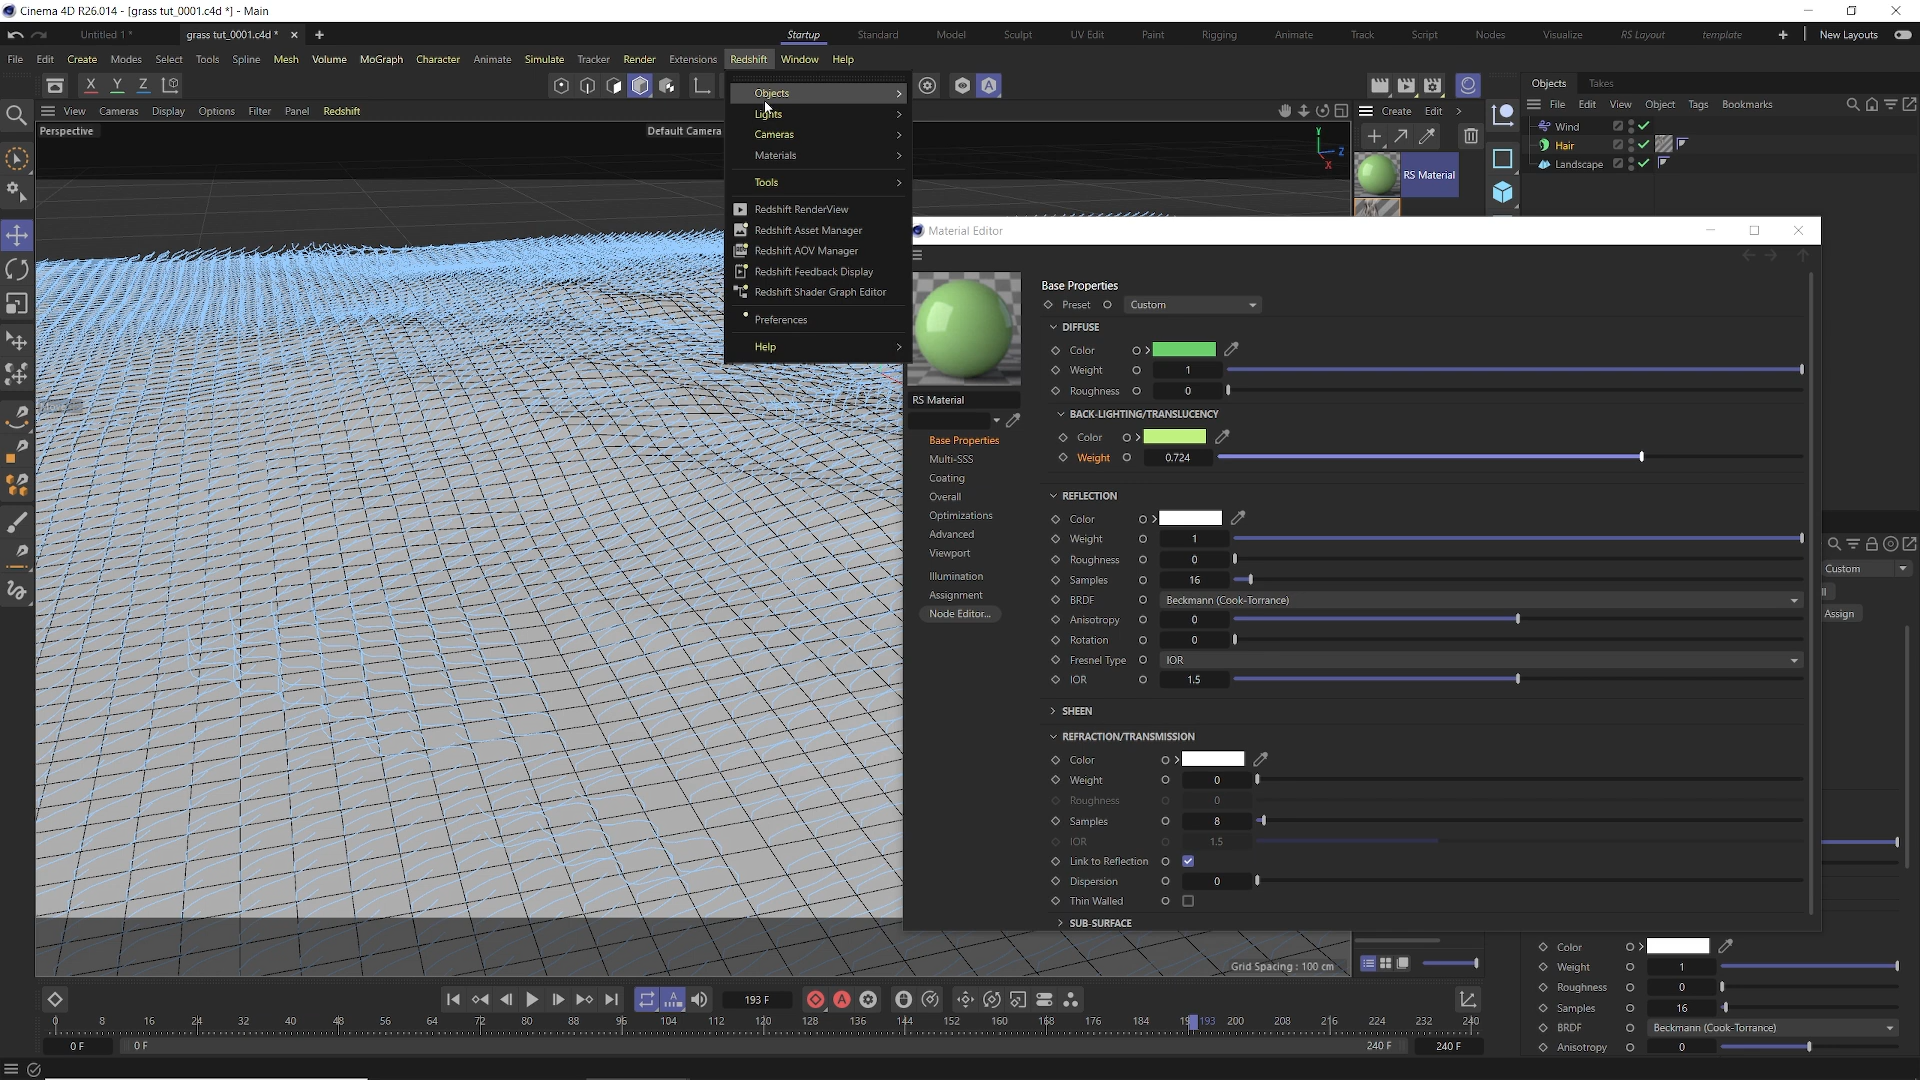 Cinema 4D R26.014 - [grass tut_0001.c4d *] - Main
Untitled 1 *
grass tut_0001.c4d *
Startup Standard Model Sculpt UV Edit Paint Rigging Animate Track Script Nodes Visualize RS Layout template New Layouts
File Edit Create Modes Select Tools Spline Mesh Volume MoGraph Character Animate Simulate Tracker Render Extensions Redshift Window Help
X Y Z
View Cameras Display Options Filter Panel Redshift
Perspective
Default Camera
Y
Z
X
Objects
Lights
Cameras
Materials
Tools
Redshift RenderView
Redshift Asset Manager
Redshift AOV Manager
Redshift Feedback Display
Redshift Shader Graph Editor
Preferences
Help
Create Edit
RS Material
Objects Takes
File Edit View Object Tags Bookmarks
Wind
Hair
Landscape
Material Editor
RS Material
Base Properties
Multi-SSS
Coating
Overall
Optimizations
Advanced
Viewport
Illumination
Assignment
Node Editor...
Base Properties
Preset Custom
DIFFUSE
Color
Weight 1
Roughness 0
BACK-LIGHTING/TRANSLUCENCY
Color
Weight 0.724
REFLECTION
Color
Weight 1
Roughness 0
Samples 16
BRDF Beckmann (Cook-Torrance)
Anisotropy 0
Rotation 0
Fresnel Type IOR
IOR 1.5
SHEEN
REFRACTION/TRANSMISSION
Color
Weight 0
Roughness 0
Samples 8
IOR 1.5
Link to Reflection
Dispersion 0
Thin Walled
SUB-SURFACE
Custom
Assign
Color
Weight 1
Roughness 0
Samples 16
BRDF Beckmann (Cook-Torrance)
Anisotropy 0
Grid Spacing : 100 cm
193 F
0 8 16 24 32 40 48 56 64 72 80 88 96 104 112 120 128 136 144 152 160 168 176 184 193 200 208 216 224 232 240
0 F 0 F 240 F 240 F